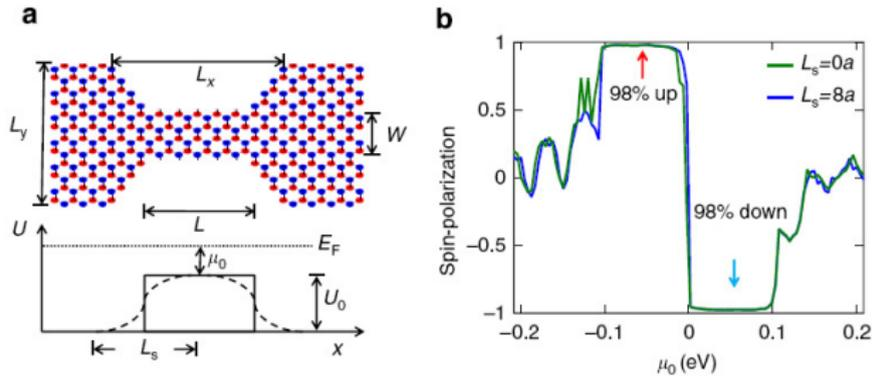 a
L_x
L_y
W
L
U
E_F
μ_0
U_0
L_s
x
b
Spin-polarization
1
0.5
0
−0.5
−1
L_s=0a
L_s=8a
98% up
98% down
−0.2
−0.1
0
0.1
0.2
μ_0 (eV)